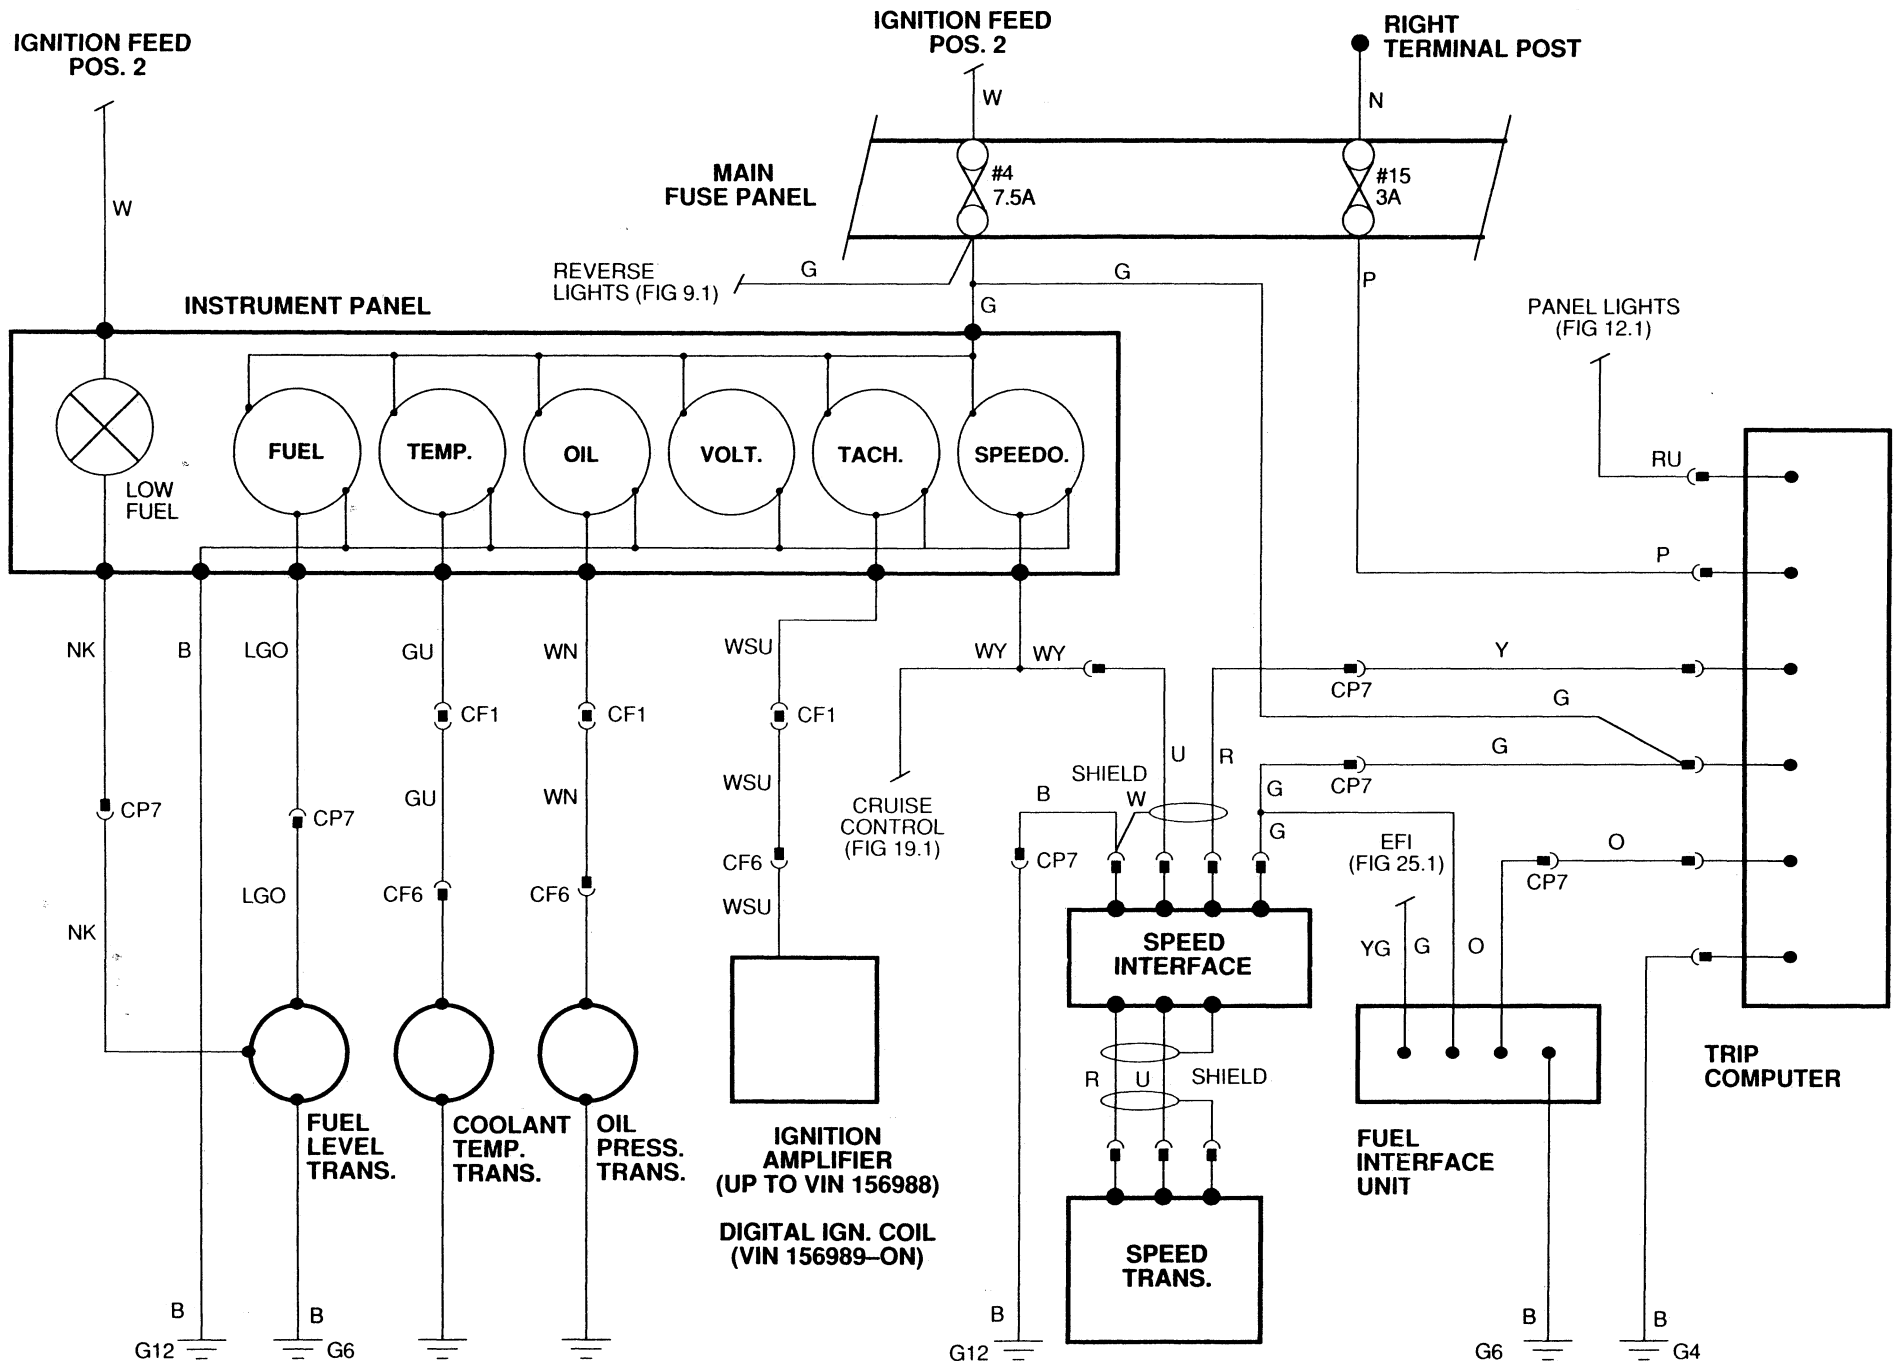 IGNITION FEED
POS. 2
IGNITION FEED
POS. 2
RIGHT
TERMINAL POST
W
N
MAIN
FUSE PANEL
#4
7.5A
#15
3A
W
REVERSE
LIGHTS (FIG 9.1)
G
G
G
P
PANEL LIGHTS
(FIG 12.1)
INSTRUMENT PANEL
LOW
FUEL
FUEL
TEMP.
OIL
VOLT.
TACH.
SPEEDO.
RU
P
NK
B
LGO
GU
WN
WSU
WY
WY
Y
CP7
G
CF1
CF1
CF1
U
R
G
CP7
SHIELD
W
B
G
G
WSU
GU
WN
CP7
CP7
CRUISE
CONTROL
(FIG 19.1)
CF6
CP7
EFI
(FIG 25.1)
O
CP7
LGO
CF6
CF6
WSU
NK
YG
G
O
SPEED
INTERFACE
R
U
SHIELD
TRIP
COMPUTER
FUEL
LEVEL
TRANS.
COOLANT
TEMP.
TRANS.
OIL
PRESS.
TRANS.
IGNITION
AMPLIFIER
(UP TO VIN 156988)
DIGITAL IGN. COIL
(VIN 156989–ON)
FUEL
INTERFACE
UNIT
SPEED
TRANS.
B
B
B
B
B
G12
G6
G12
G6
G4